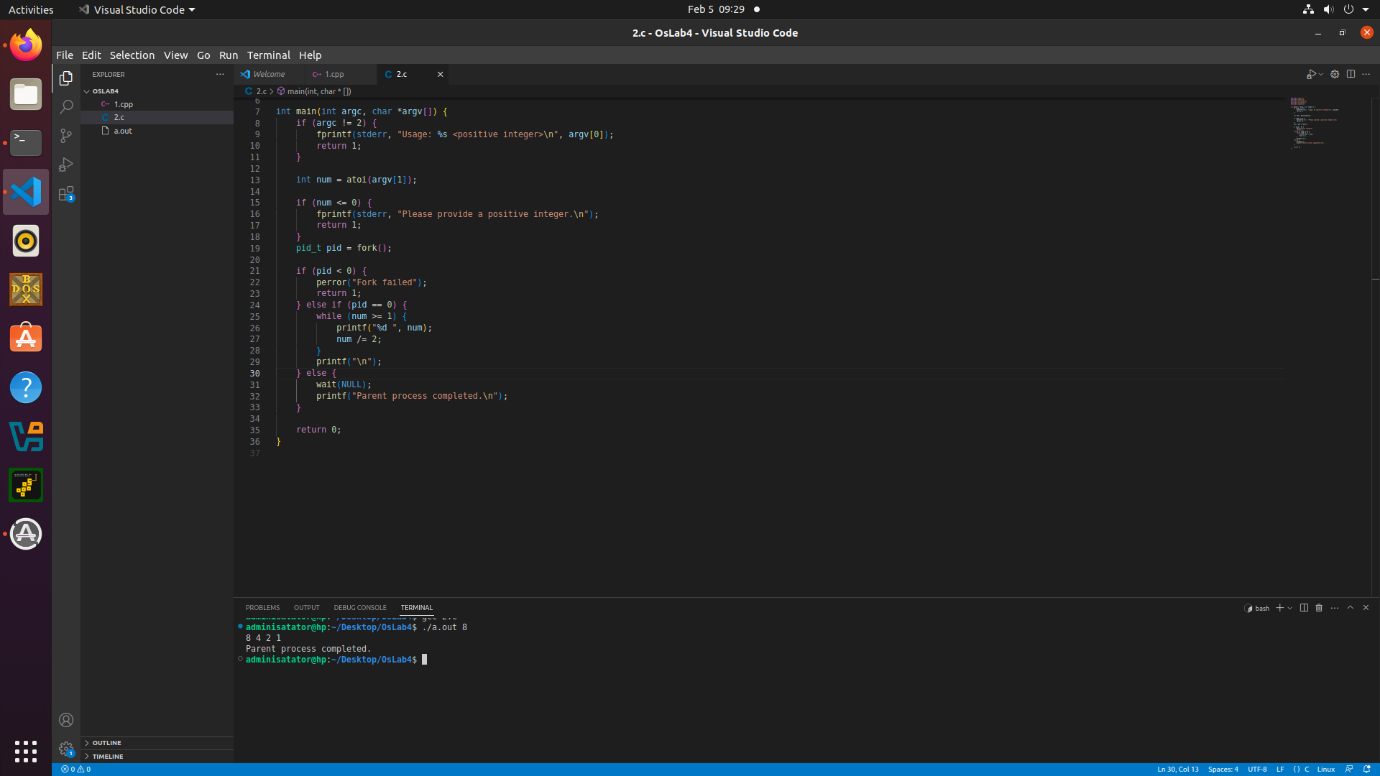 Activities
Visual Studio Code
Feb 5 09:29
2.c - OsLab4 - Visual Studio Code
File Edit Selection View Go Run Terminal Help
EXPLORER
OSLAB4
1.cpp
2.c
a.out
Welcome
1.cpp
2.c
2.c > main(int, char * [])
6
7 int main(int argc, char *argv[]) {
8 if (argc != 2) {
9 fprintf(stderr, "Usage: %s <positive integer>\n", argv[0]);
10 return 1;
11 }
12
13 int num = atoi(argv[1]);
14
15 if (num <= 0) {
16 fprintf(stderr, "Please provide a positive integer.\n");
17 return 1;
18 }
19 pid_t pid = fork();
20
21 if (pid < 0) {
22 perror("Fork failed");
23 return 1;
24 } else if (pid == 0) {
25 while (num >= 1) {
26 printf("%d ", num);
27 num /= 2;
28 }
29 printf("\n");
30 } else {
31 wait(NULL);
32 printf("Parent process completed.\n");
33 }
34
35 return 0;
36 }
37
PROBLEMS OUTPUT DEBUG CONSOLE TERMINAL
bash
adminisatator@hp:~/Desktop/OsLab4$ gcc 2.c
adminisatator@hp:~/Desktop/OsLab4$ ./a.out 8
8 4 2 1
Parent process completed.
adminisatator@hp:~/Desktop/OsLab4$
OUTLINE
TIMELINE
0 0
Ln 30, Col 13 Spaces: 4 UTF-8 LF {} C Linux